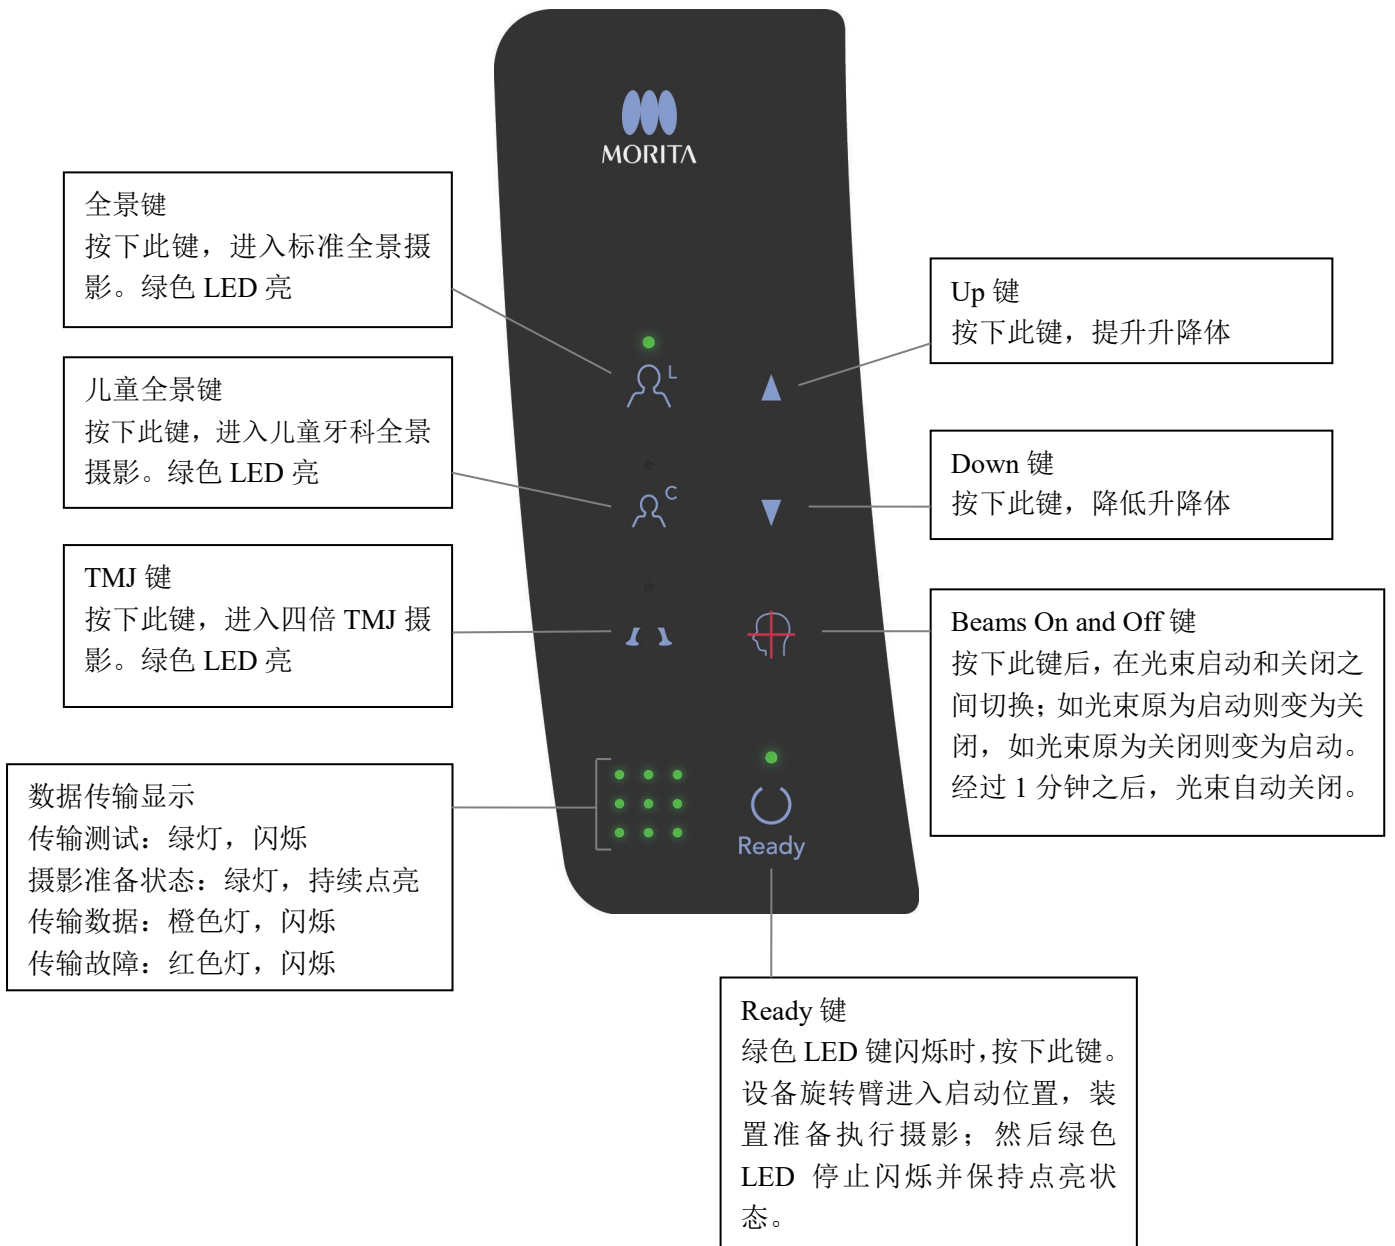 MORITA
全景键
按下此键，进入标准全景摄
影。绿色 LED 亮
L
儿童全景键
按下此键，进入儿童牙科全景
摄影。绿色 LED 亮
C
TMJ 键
按下此键，进入四倍 TMJ 摄
影。绿色 LED 亮
数据传输显示
传输测试：绿灯，闪烁
摄影准备状态：绿灯，持续点亮
传输数据：橙色灯，闪烁
传输故障：红色灯，闪烁
Up 键
按下此键，提升升降体
Down 键
按下此键，降低升降体
Beams On and Off 键
按下此键后，在光束启动和关闭之
间切换；如光束原为启动则变为关
闭，如光束原为关闭则变为启动。
经过 1 分钟之后，光束自动关闭。
Ready
Ready 键
绿色 LED 键闪烁时，按下此键。
设备旋转臂进入启动位置，装
置准备执行摄影；然后绿色
LED 停止闪烁并保持点亮状
态。